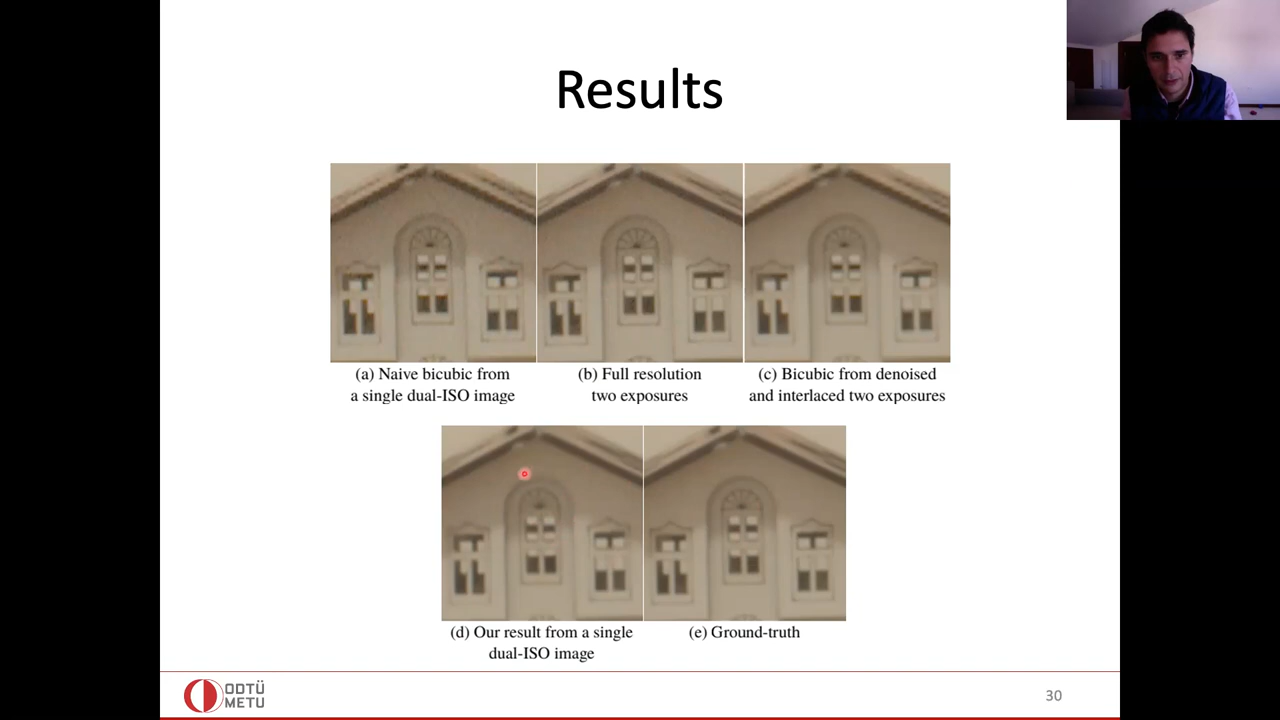 Results
(a) Naive bicubic from
a single dual-ISO image
(b) Full resolution
two exposures
(c) Bicubic from denoised
and interlaced two exposures
(d) Our result from a single
dual-ISO image
(e) Ground-truth
ODTÜ
METU
30